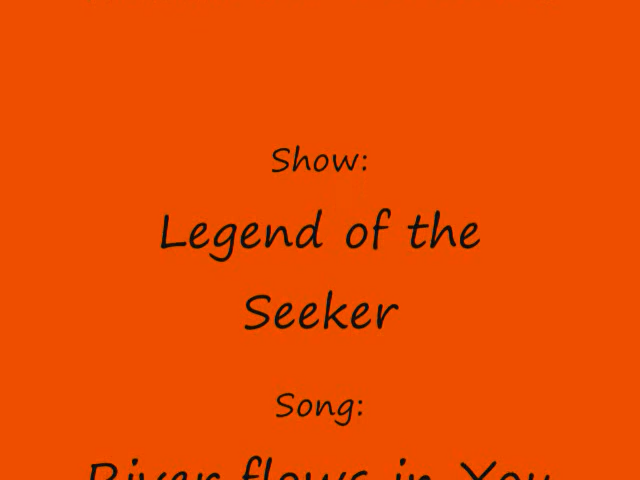 Show:
Legend of the
Seeker
Song:
River flows in You